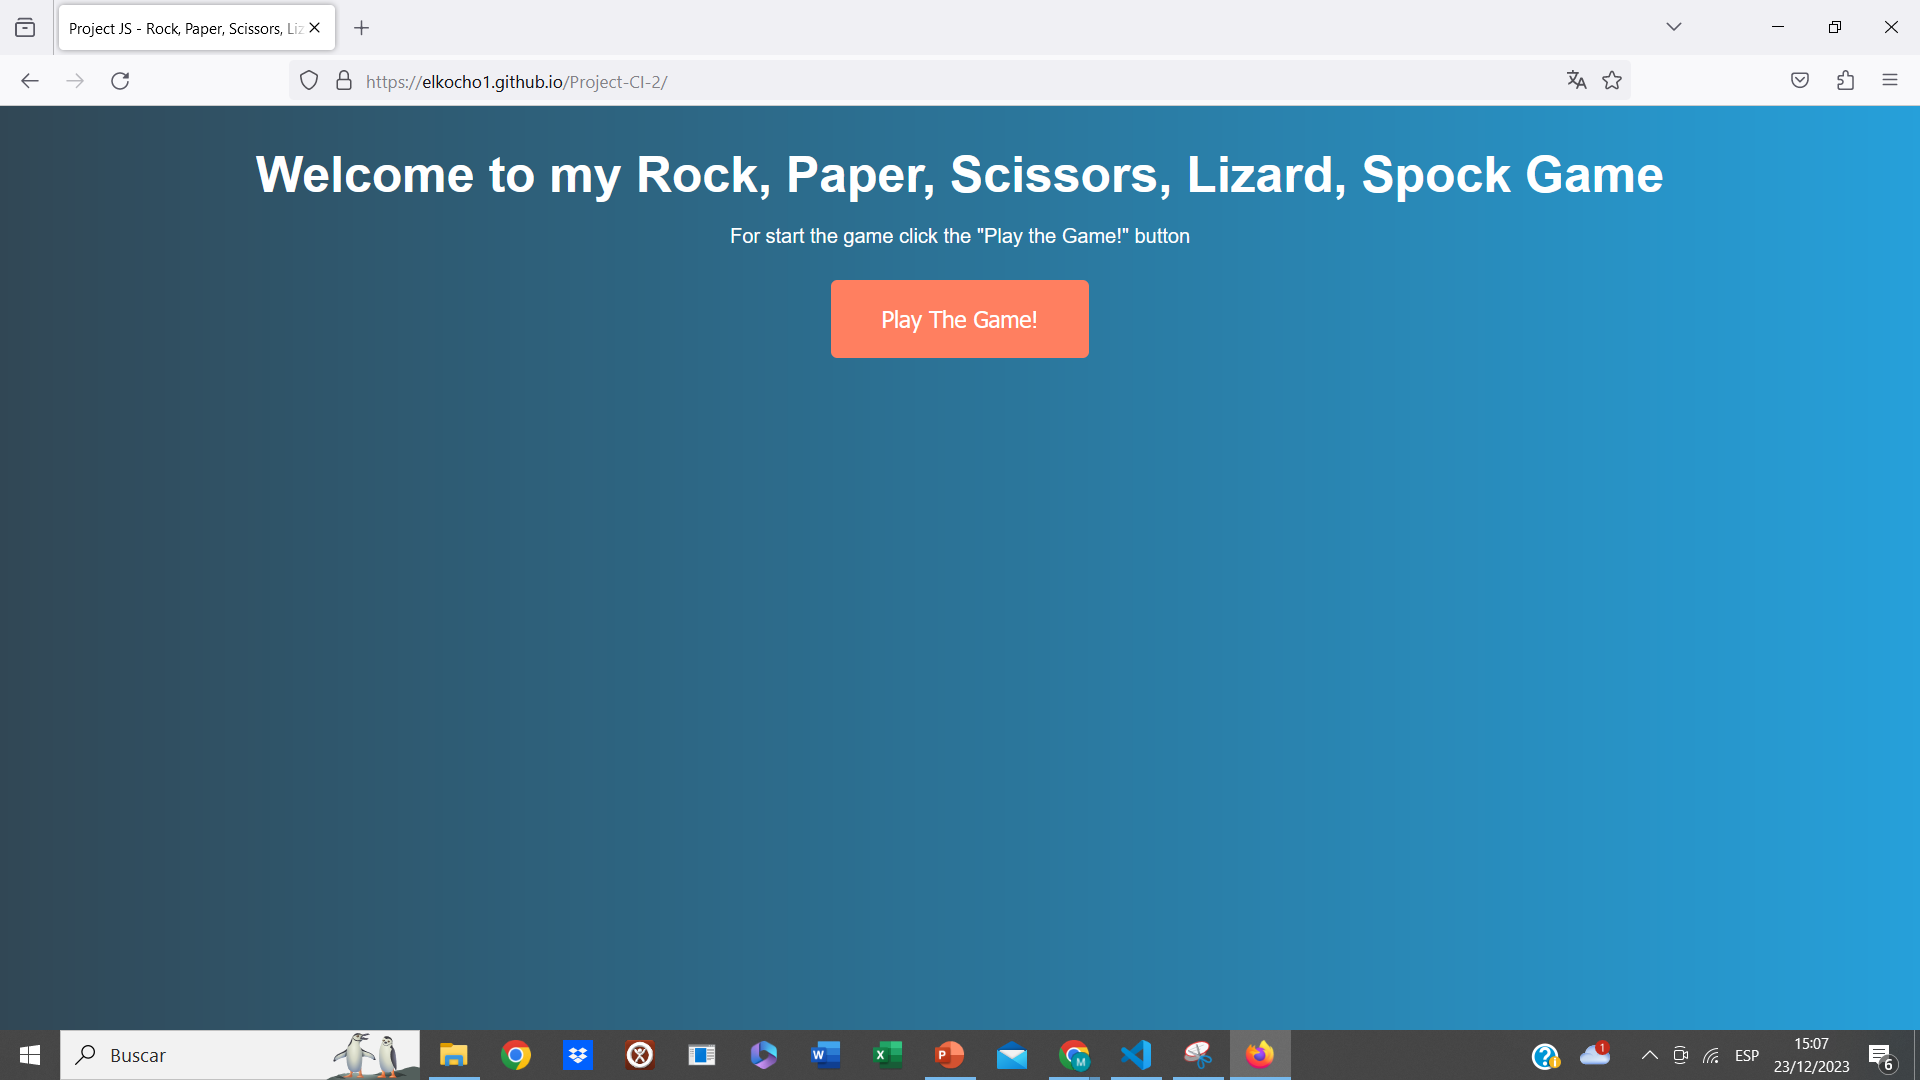 Project JS - Rock, Paper, Scissors, Liz
https://elkocho1.github.io/Project-CI-2/
Welcome to my Rock, Paper, Scissors, Lizard, Spock Game
For start the game click the "Play the Game!" button
Play The Game!
Buscar
W
X
P
M
1
ESP
15:07
23/12/2023
6